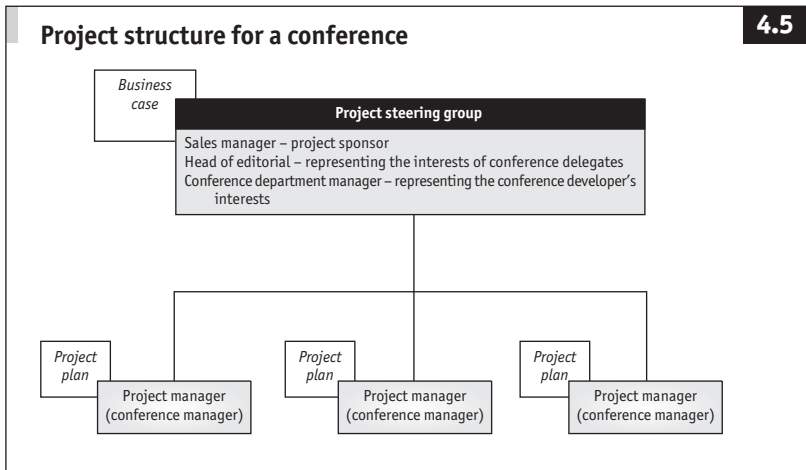 Project structure for a conference
4.5
Business
case
Project steering group
Sales manager – project sponsor
Head of editorial – representing the interests of conference delegates
Conference department manager – representing the conference developer's
interests
Project
plan
Project manager
(conference manager)
Project
plan
Project manager
(conference manager)
Project
plan
Project manager
(conference manager)